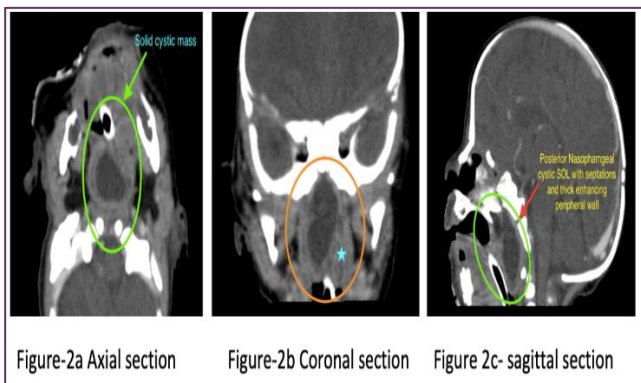 Solid cystic mass
Posterior Nasopharngeal
cystic SOL with septations
and thick enhancing
peripheral wall
Figure-2a Axial section
Figure-2b Coronal section
Figure 2c- sagittal section